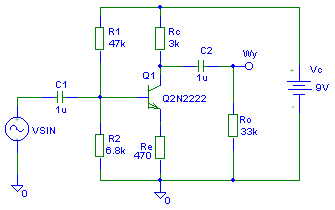 R1
47k
Rc
3k
C2
1u
Wy
Vc
9V
Q1
Q2N2222
C1
1u
VSIN
R2
6.8k
Re
470
Ro
33k
0
0